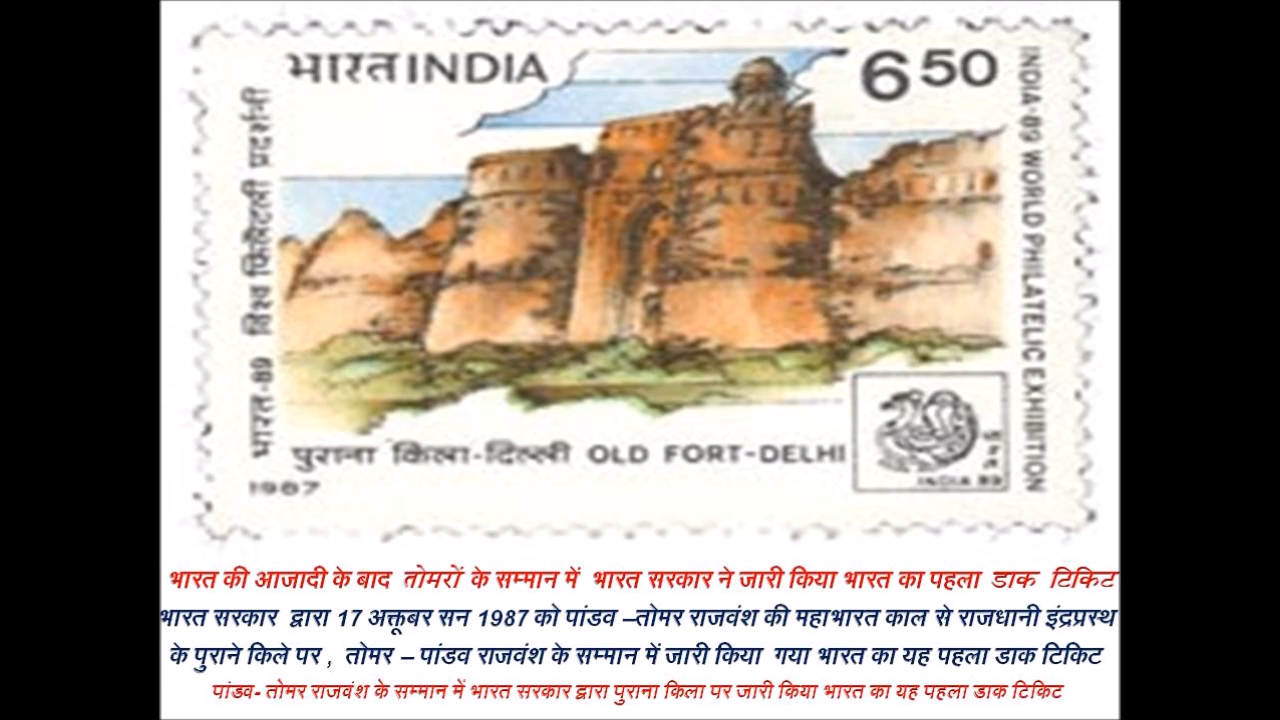 भारत INDIA
6 50
भारत-89 विश्व फिलेटली प्रदर्शनी
INDIA-89 WORLD PHILATELIC EXHIBITION
पुराना किला-दिल्ली OLD FORT-DELHI
INDIA 89
1987
भारत की आजादी के बाद तोमरों के सम्मान में भारत सरकार ने जारी किया भारत का पहला डाक टिकिट
भारत सरकार द्वारा 17 अक्तूबर सन 1987 को पांडव –तोमर राजवंश की महाभारत काल से राजधानी इंद्रप्रस्थ
के पुराने किले पर , तोमर – पांडव राजवंश के सम्मान में जारी किया गया भारत का यह पहला डाक टिकिट
पांडव- तोमर राजवंश के सम्मान में भारत सरकार द्वारा पुराना किला पर जारी किया भारत का यह पहला डाक टिकिट